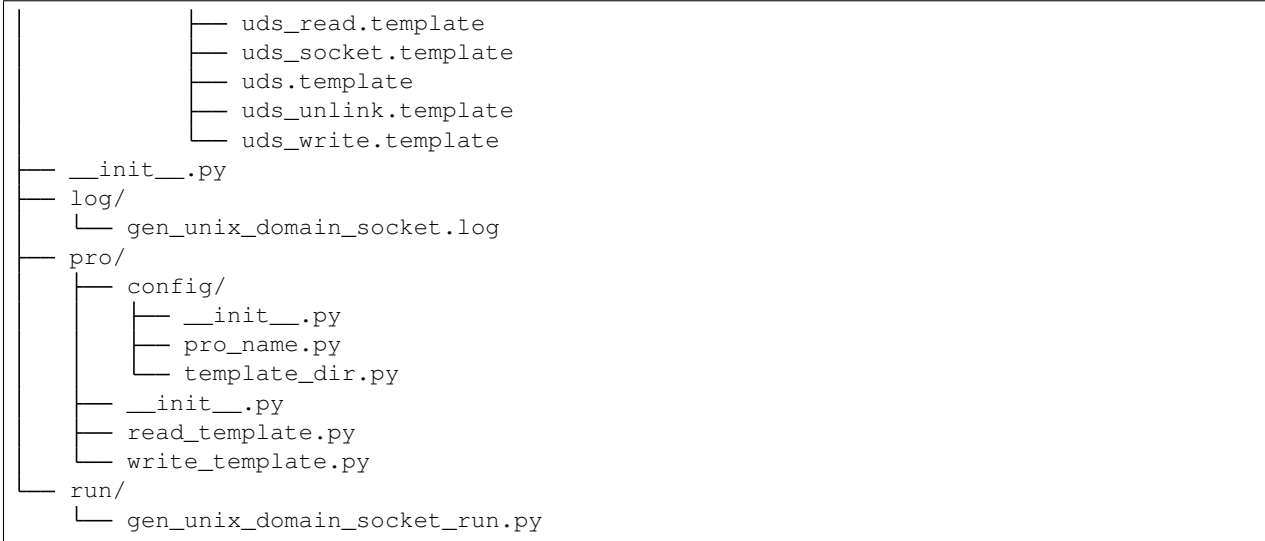 │           ├── uds_read.template
│           ├── uds_socket.template
│           ├── uds.template
│           ├── uds_unlink.template
│           └── uds_write.template
├── __init__.py
├── log/
│   └── gen_unix_domain_socket.log
├── pro/
│   ├── config/
│   │   ├── __init__.py
│   │   ├── pro_name.py
│   │   └── template_dir.py
│   ├── __init__.py
│   ├── read_template.py
│   └── write_template.py
└── run/
    └── gen_unix_domain_socket_run.py